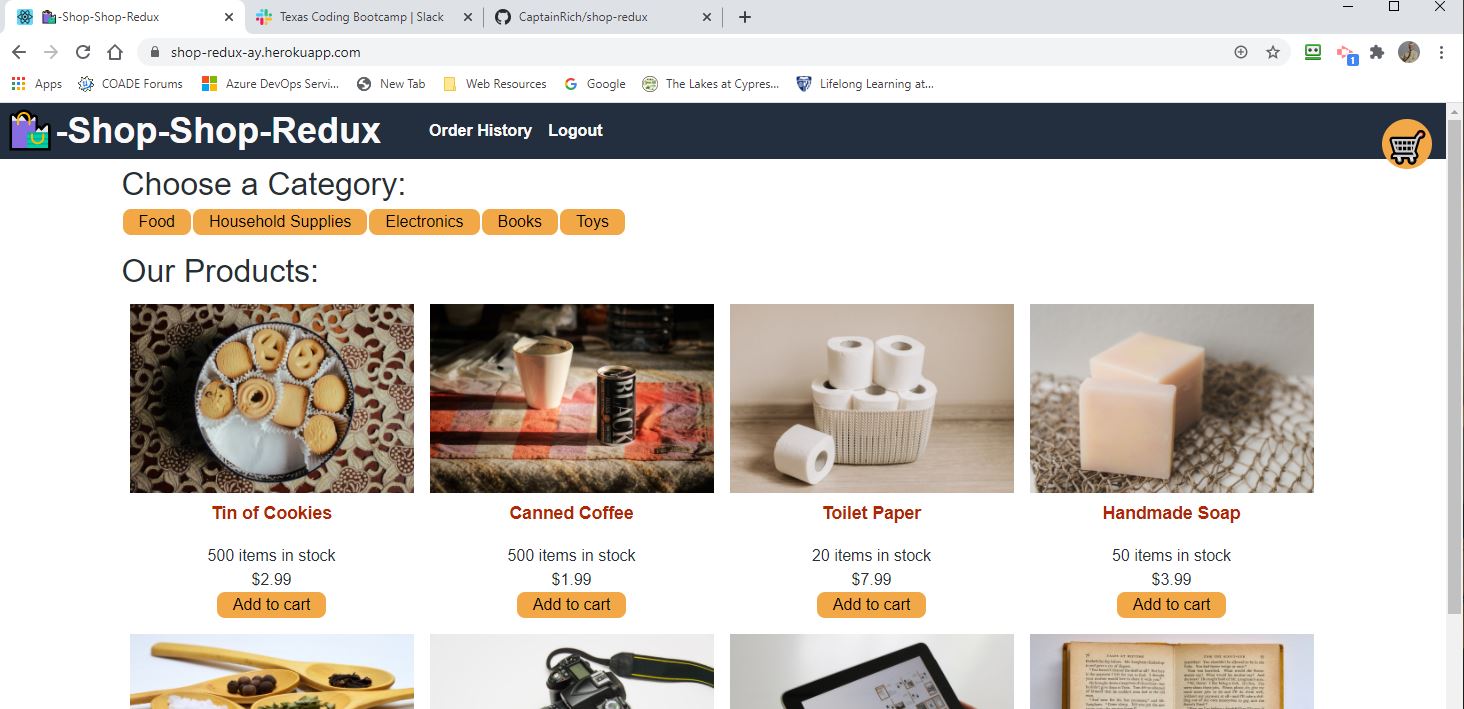 -Shop-Shop-Redux
Texas Coding Bootcamp | Slack
CaptainRich/shop-redux
shop-redux-ay.herokuapp.com
1
Apps
COADE Forums
Azure DevOps Servi...
New Tab
Web Resources
Google
The Lakes at Cypres...
Lifelong Learning at...
-Shop-Shop-Redux
Order History
Logout
Choose a Category:
Food
Household Supplies
Electronics
Books
Toys
Our Products:
BLACK
Tin of Cookies
500 items in stock
$2.99
Add to cart
Canned Coffee
500 items in stock
$1.99
Add to cart
Toilet Paper
20 items in stock
$7.99
Add to cart
Handmade Soap
50 items in stock
$3.99
Add to cart